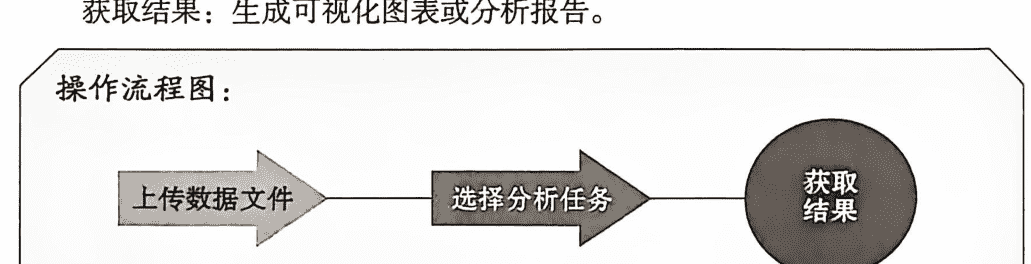 获取结果：生成可视化图表或分析报告。
操作流程图：
上传数据文件
选择分析任务
获取
结果